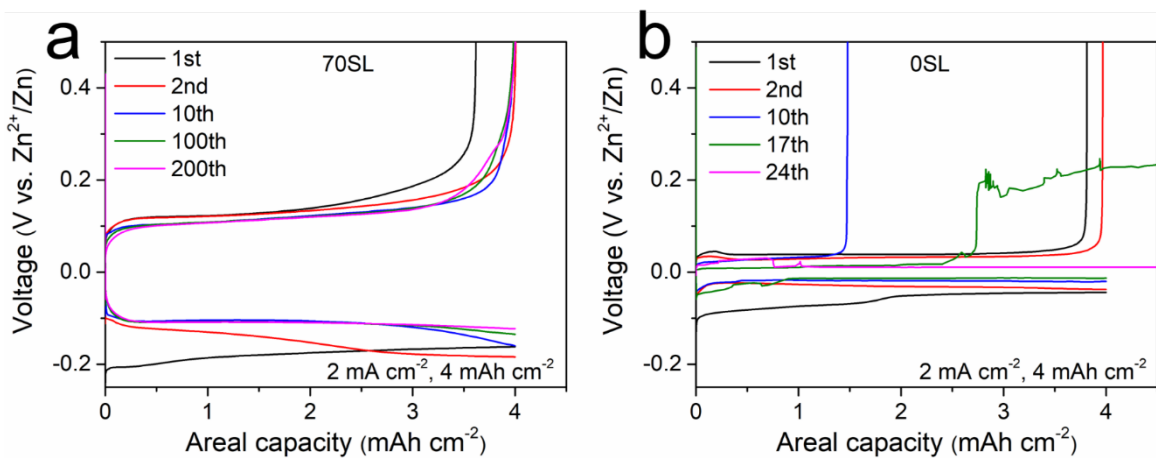 a
1st
2nd
10th
100th
200th
70SL
0.4
0.2
0.0
-0.2
Voltage (V vs. Zn²⁺/Zn)
2 mA cm⁻², 4 mAh cm⁻²
0 1 2 3 4
Areal capacity (mAh cm⁻²)
b
1st
2nd
10th
17th
24th
0SL
0.4
0.2
0.0
-0.2
Voltage (V vs. Zn²⁺/Zn)
2 mA cm⁻², 4 mAh cm⁻²
0 1 2 3 4
Areal capacity (mAh cm⁻²)